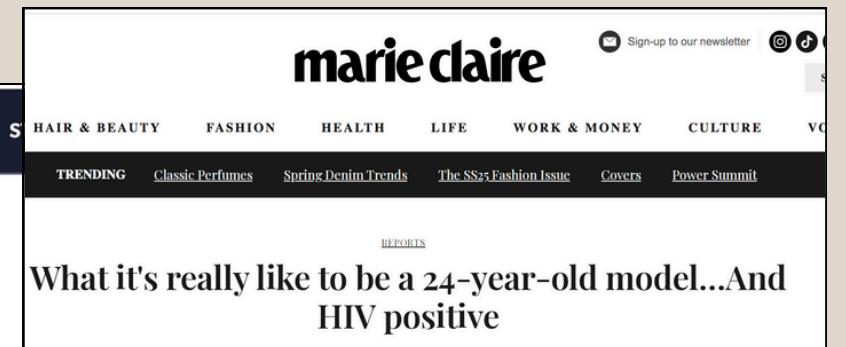 marie claire
Sign-up to our newsletter
HAIR & BEAUTY FASHION HEALTH LIFE WORK & MONEY CULTURE
TRENDING Classic Perfumes Spring Denim Trends The SS25 Fashion Issue Covers Power Summit
REPORTS
What it's really like to be a 24-year-old model...And
HIV positive